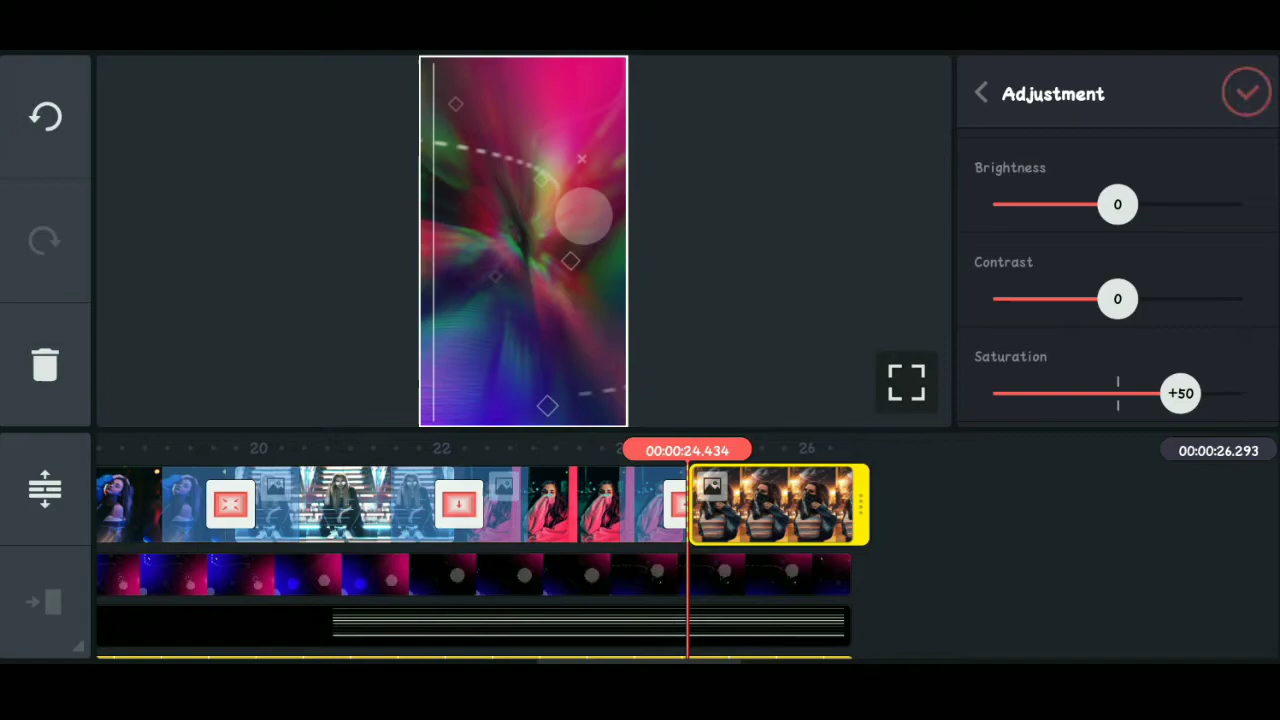 Adjustment
Brightness
0
Contrast
0
Saturation
+50
20
22
26
00:00:24.434
00:00:26.293